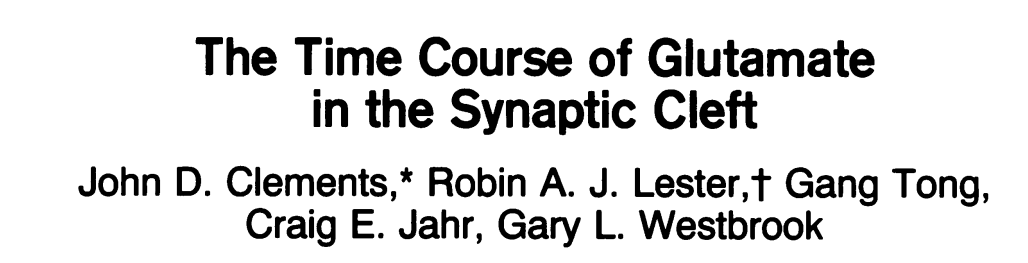 The Time Course of Glutamate
in the Synaptic Cleft
John D. Clements,* Robin A. J. Lester,† Gang Tong,
Craig E. Jahr, Gary L. Westbrook